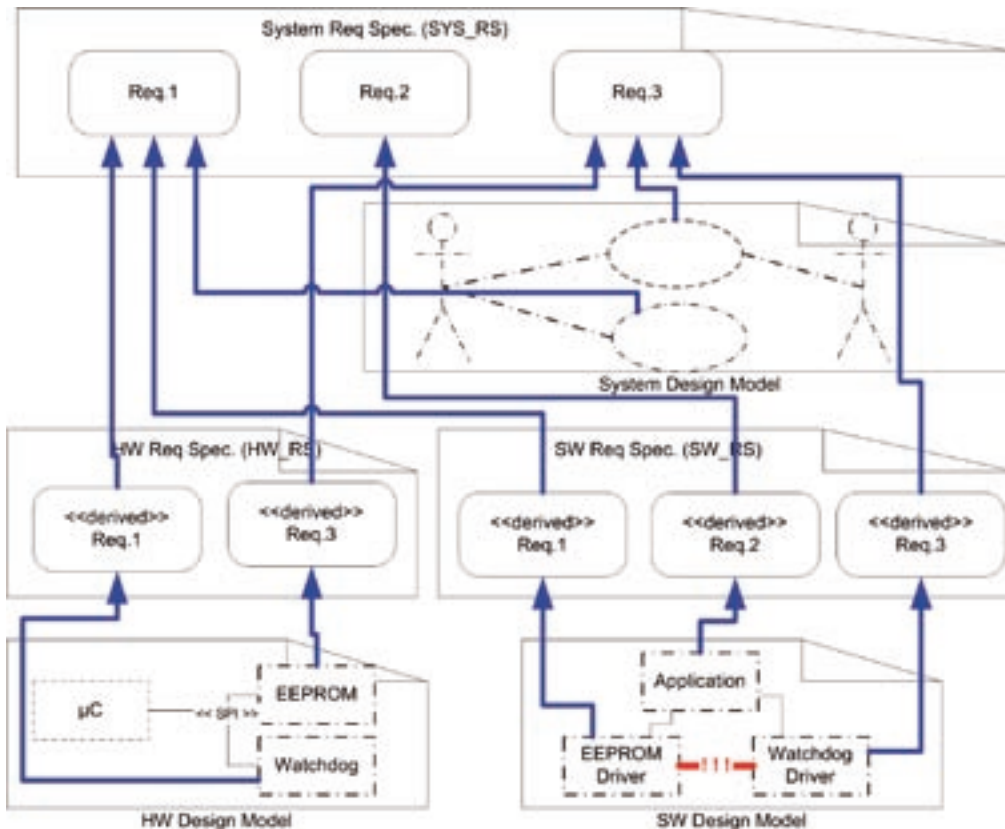 System Req Spec. (SYS_RS)
Req.1
Req.2
Req.3
System Design Model
HW Req Spec. (HW_RS)
SW Req Spec. (SW_RS)
<<derived>>
Req.1
<<derived>>
Req.3
<<derived>>
Req.1
<<derived>>
Req.2
<<derived>>
Req.3
µC
<< SPI >>
EEPROM
Watchdog
HW Design Model
Application
EEPROM
Driver
!!!
Watchdog
Driver
SW Design Model